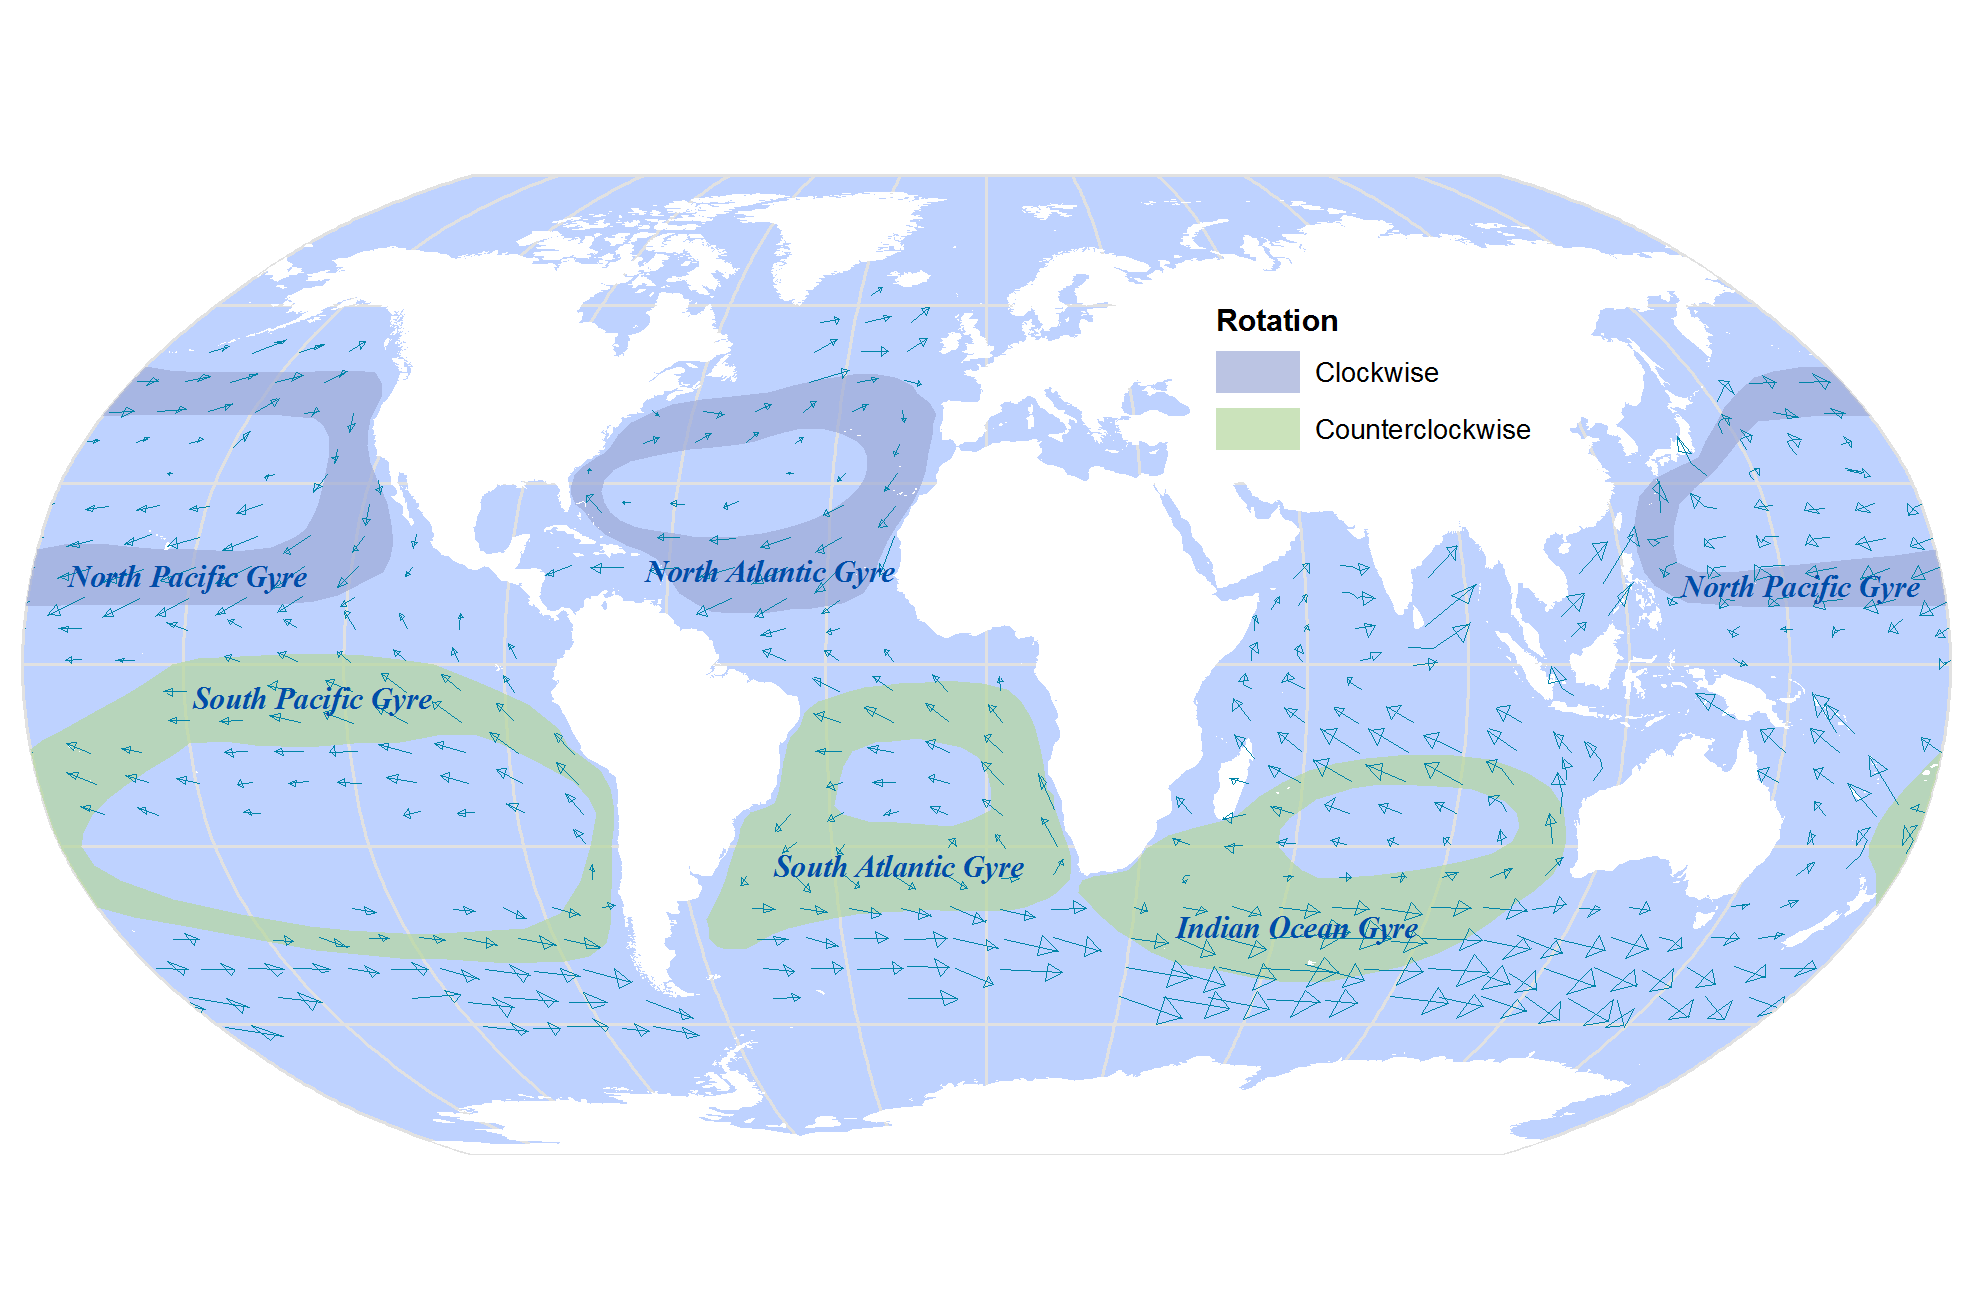 Rotation
Clockwise
Counterclockwise
North Pacific Gyre
North Atlantic Gyre
North Pacific Gyre
South Pacific Gyre
South Atlantic Gyre
Indian Ocean Gyre